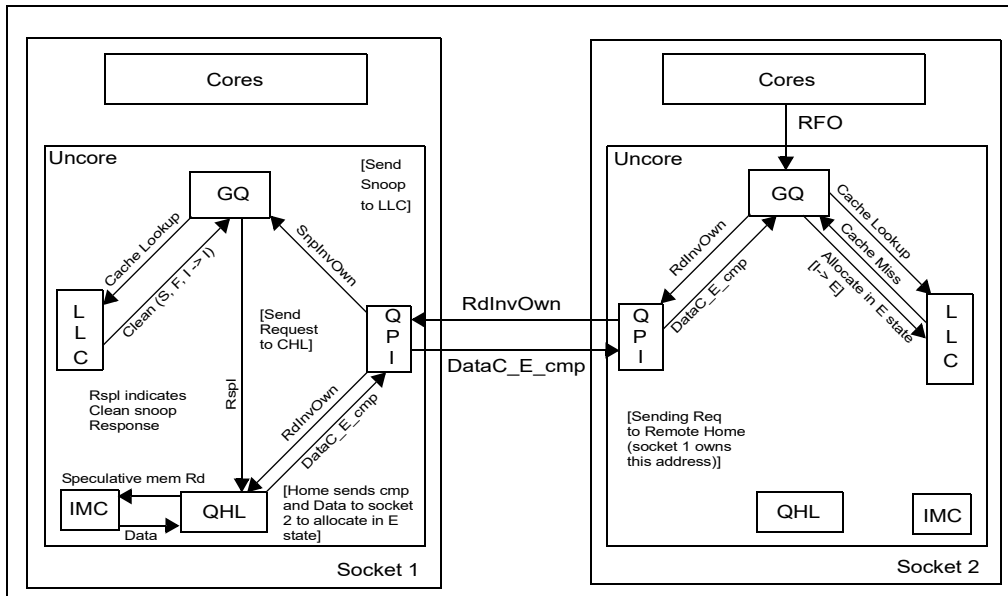 Cores
Uncore
[Send
Snoop
to LLC]
GQ
Cache Lookup
Clean (S, F, I -> I)
SnpInvOwn
L
L
C
[Send
Request
to CHL]
Q
P
I
RspI
Rspl indicates
Clean snoop
Response
RdInvOwn
DataC_E_cmp
Speculative mem Rd
IMC
Data
QHL
[Home sends cmp
and Data to socket
2 to allocate in E
state]
Socket 1
RdInvOwn
DataC_E_cmp
Cores
RFO
Uncore
GQ
RdInvOwn
DataC_E_cmp
Cache Lookup
Cache Miss
Allocate in E state
[I-> E]
Q
P
I
L
L
C
[Sending Req
to Remote Home
(socket 1 owns
this address)]
QHL
IMC
Socket 2